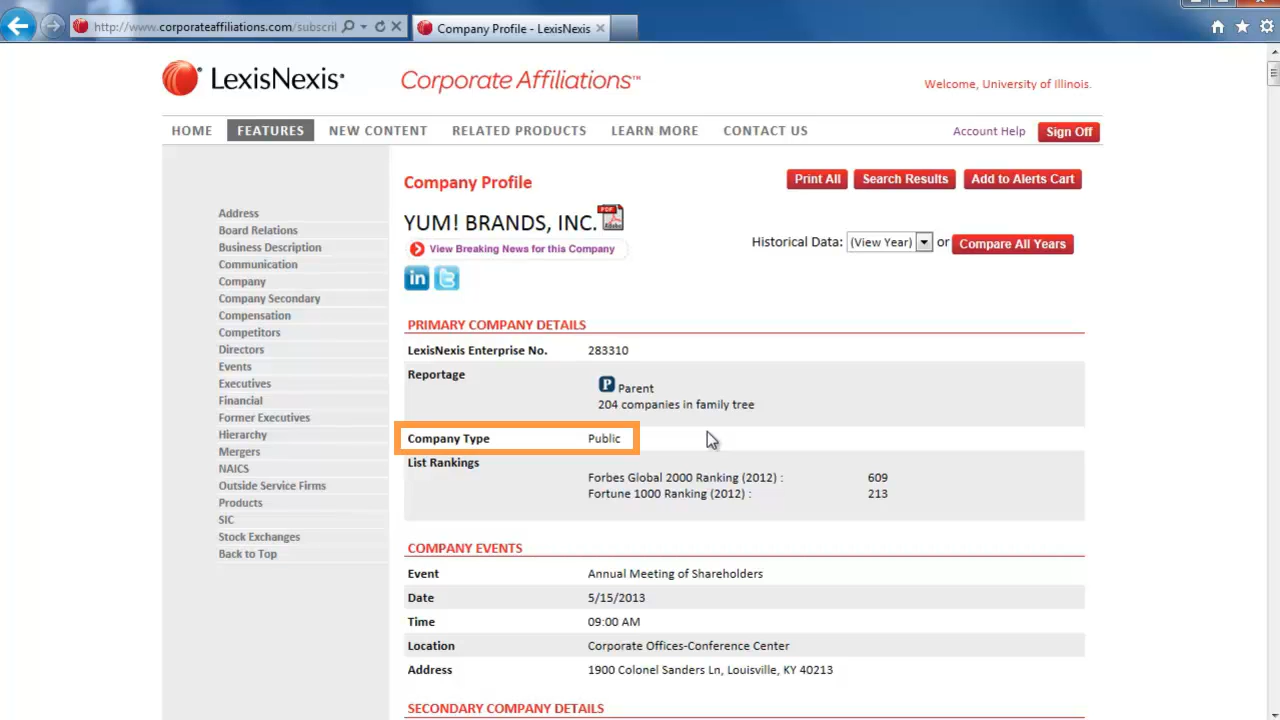 http://www.corporateaffiliations.com/subscril
Company Profile - LexisNexis
LexisNexis® Corporate Affiliations™
Welcome, University of Illinois.
HOME FEATURES NEW CONTENT RELATED PRODUCTS LEARN MORE CONTACT US Account Help Sign Off
Company Profile Print All Search Results Add to Alerts Cart
YUM! BRANDS, INC. PDF Adobe
View Breaking News for this Company
Historical Data: (View Year) or Compare All Years
in
Address
Board Relations
Business Description
Communication
Company
Company Secondary
Compensation
Competitors
Directors
Events
Executives
Financial
Former Executives
Hierarchy
Mergers
NAICS
Outside Service Firms
Products
SIC
Stock Exchanges
Back to Top
PRIMARY COMPANY DETAILS
LexisNexis Enterprise No. 283310
Reportage
P Parent
204 companies in family tree
Company Type Public
List Rankings
Forbes Global 2000 Ranking (2012) : 609
Fortune 1000 Ranking (2012) : 213
COMPANY EVENTS
Event Annual Meeting of Shareholders
Date 5/15/2013
Time 09:00 AM
Location Corporate Offices-Conference Center
Address 1900 Colonel Sanders Ln, Louisville, KY 40213
SECONDARY COMPANY DETAILS